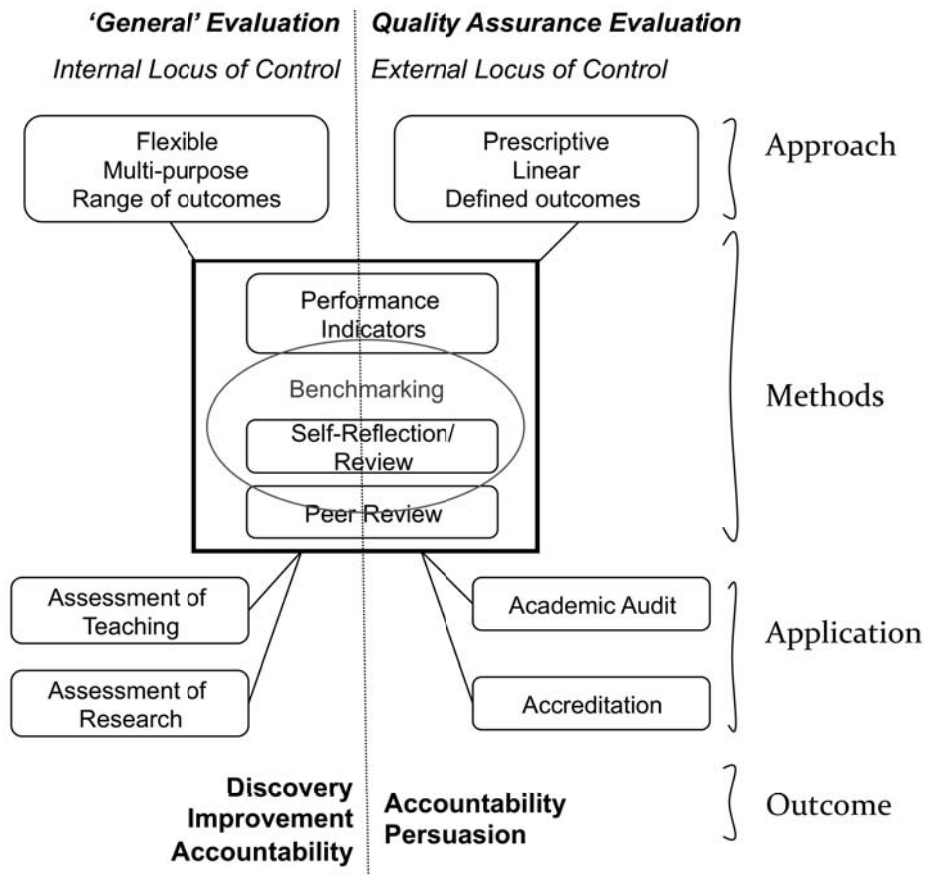 ‘General’ Evaluation
Quality Assurance Evaluation
Internal Locus of Control
External Locus of Control
Flexible
Multi-purpose
Range of outcomes
Prescriptive
Linear
Defined outcomes
Approach
Performance
Indicators
Benchmarking
Self-Reflection/
Review
Peer Review
Methods
Assessment of
Teaching
Assessment of
Research
Academic Audit
Accreditation
Application
Discovery
Improvement
Accountability
Accountability
Persuasion
Outcome